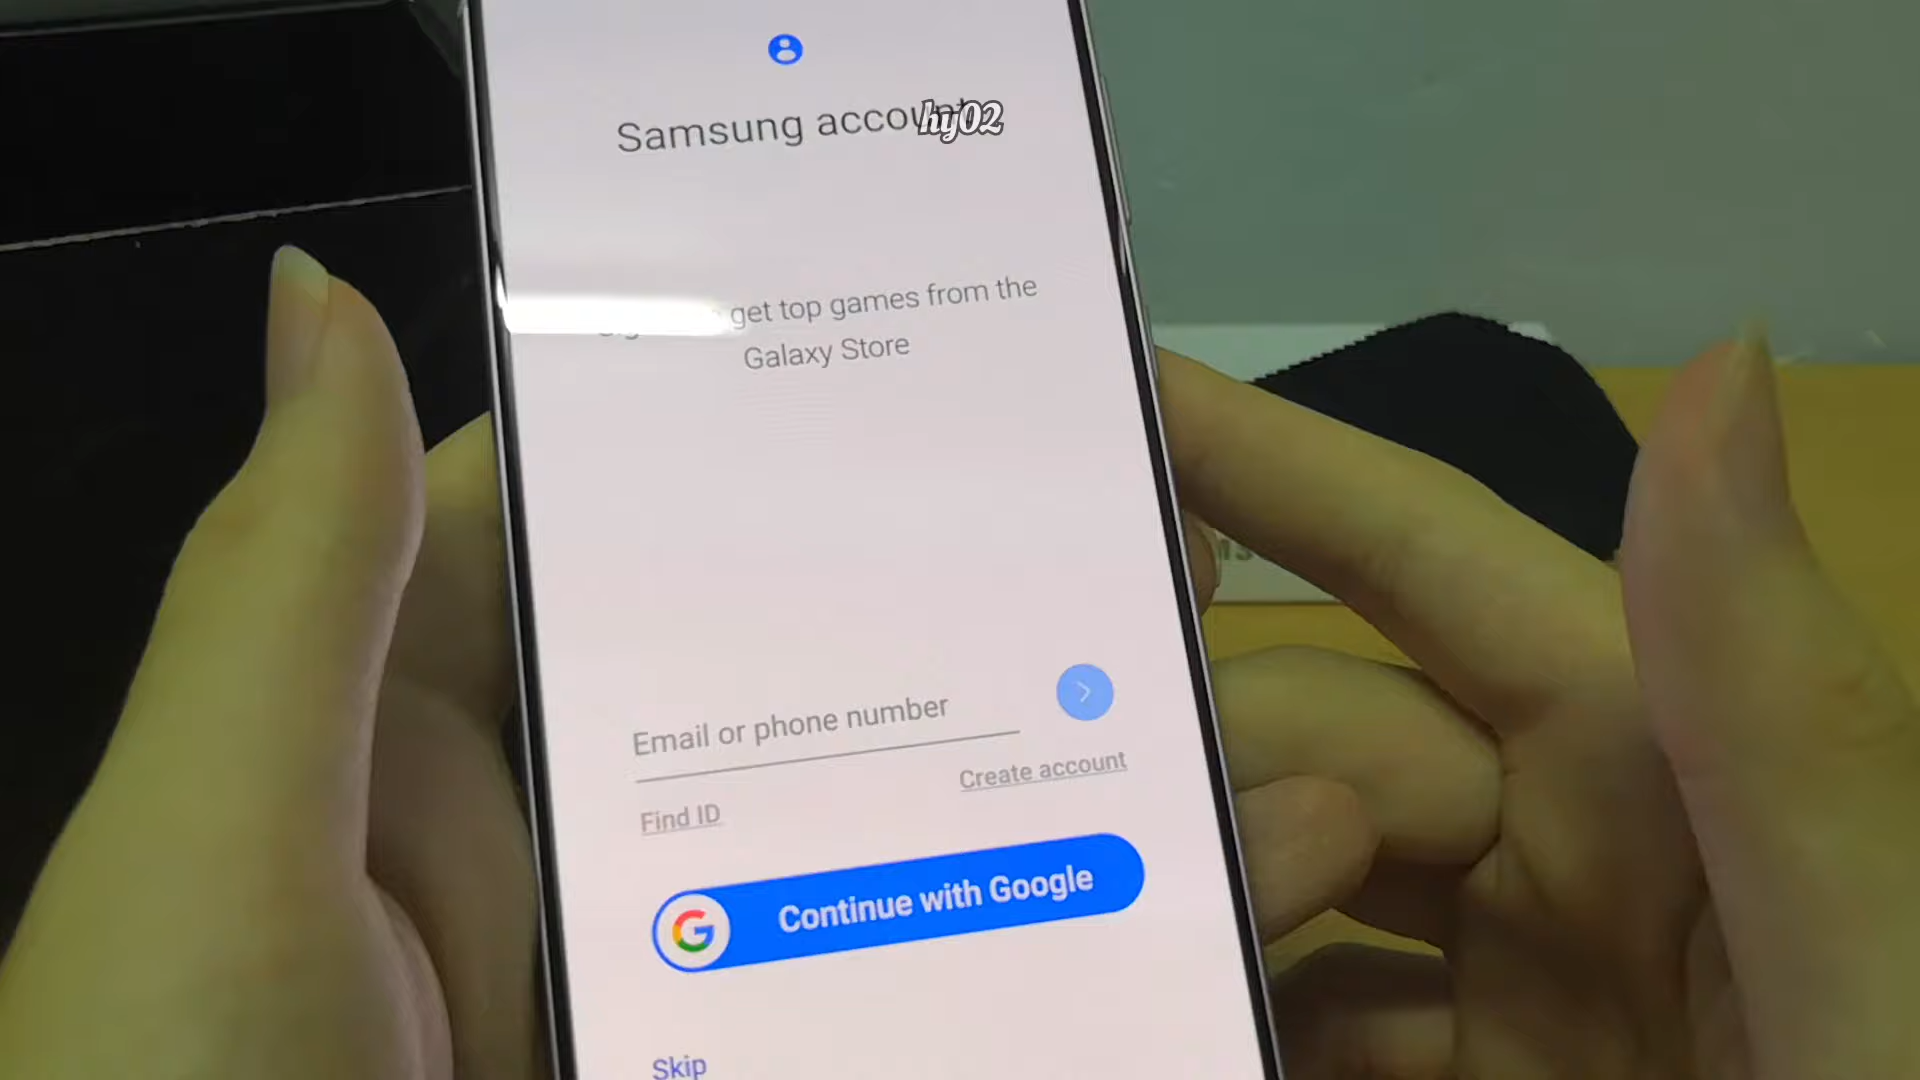 Samsung account
hy02
get top games from the
Galaxy Store
Email or phone number
Create account
Find ID
G Continue with Google
Skip